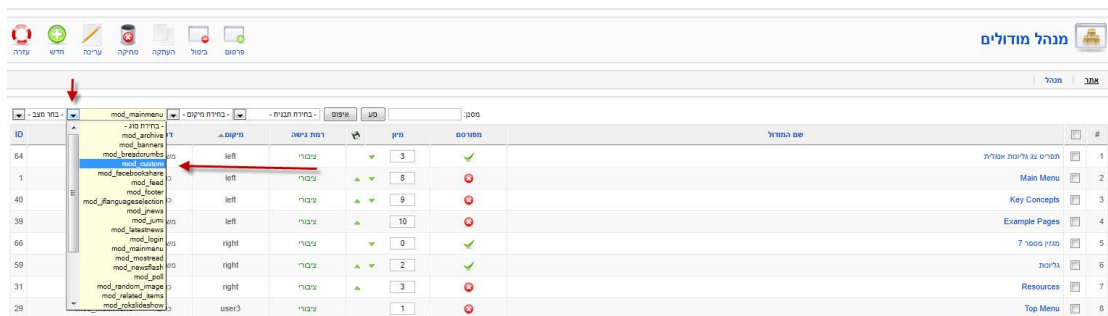 מנהל מודולים
פרסום ביטול העתקה מחיקה עריכה חדש עזרה
אתר מנהל
מסנן: סע איפוס - בחירת תבנית - - בחירת מיקום - mod_mainmenu - בחר מצב -
# שם המודול מפורסם מיון רמת גישה מיקום ID
1 תפריט צג גליונות אנגלית 3 ציבורי left 64
2 Main Menu 8 ציבורי left 1
3 Key Concepts 9 ציבורי left 40
4 Example Pages 10 ציבורי left 39
5 מגזין מספר 7 0 ציבורי right 66
6 גליונות 2 ציבורי right 59
7 Resources 3 ציבורי right 31
8 Top Menu 1 ציבורי user3 29
- בחירת סוג -
mod_archive
mod_banners
mod_breadcrumbs
mod_custom
mod_facebookshare
mod_feed
mod_footer
mod_jflanguageselection
mod_jnews
mod_jumi
mod_latestnews
mod_login
mod_mainmenu
mod_mostread
mod_newsflash
mod_poll
mod_random_image
mod_related_items
mod_rokslideshow